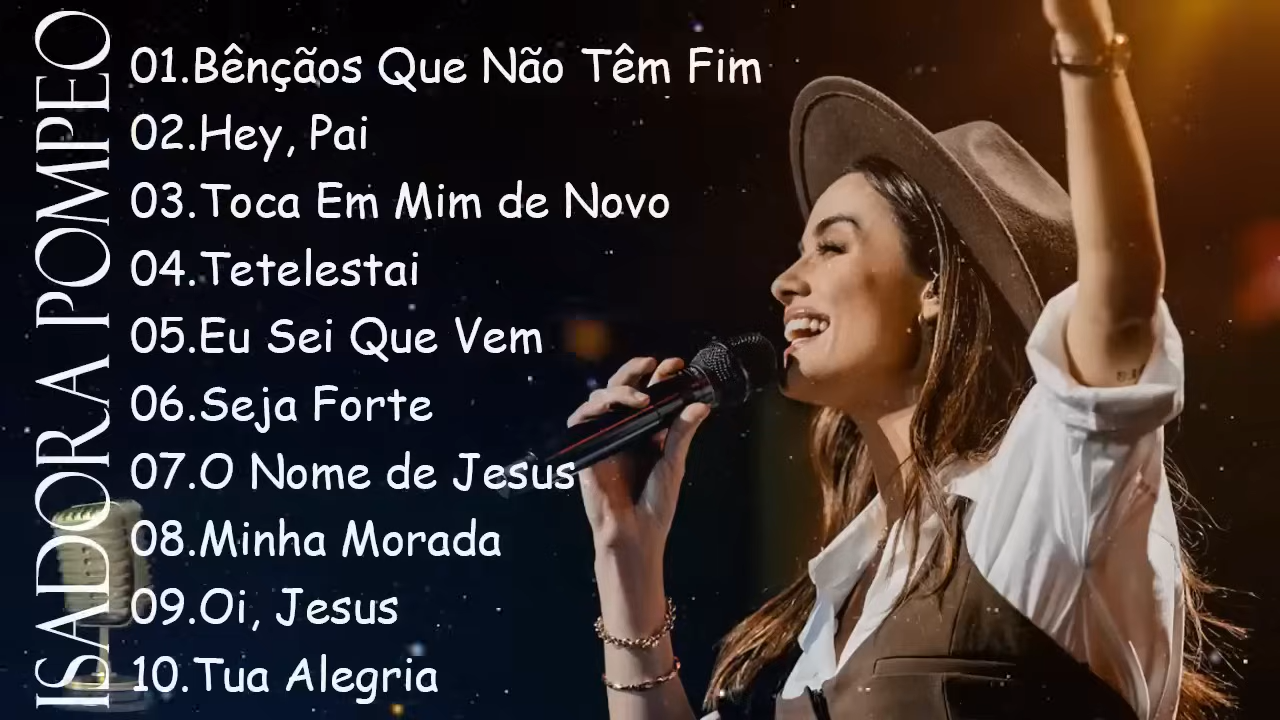 ISADORA POMPEO
01.Bênçãos Que Não Têm Fim
02.Hey, Pai
03.Toca Em Mim de Novo
04.Tetelestai
05.Eu Sei Que Vem
06.Seja Forte
07.O Nome de Jesus
08.Minha Morada
09.Oi, Jesus
10.Tua Alegria